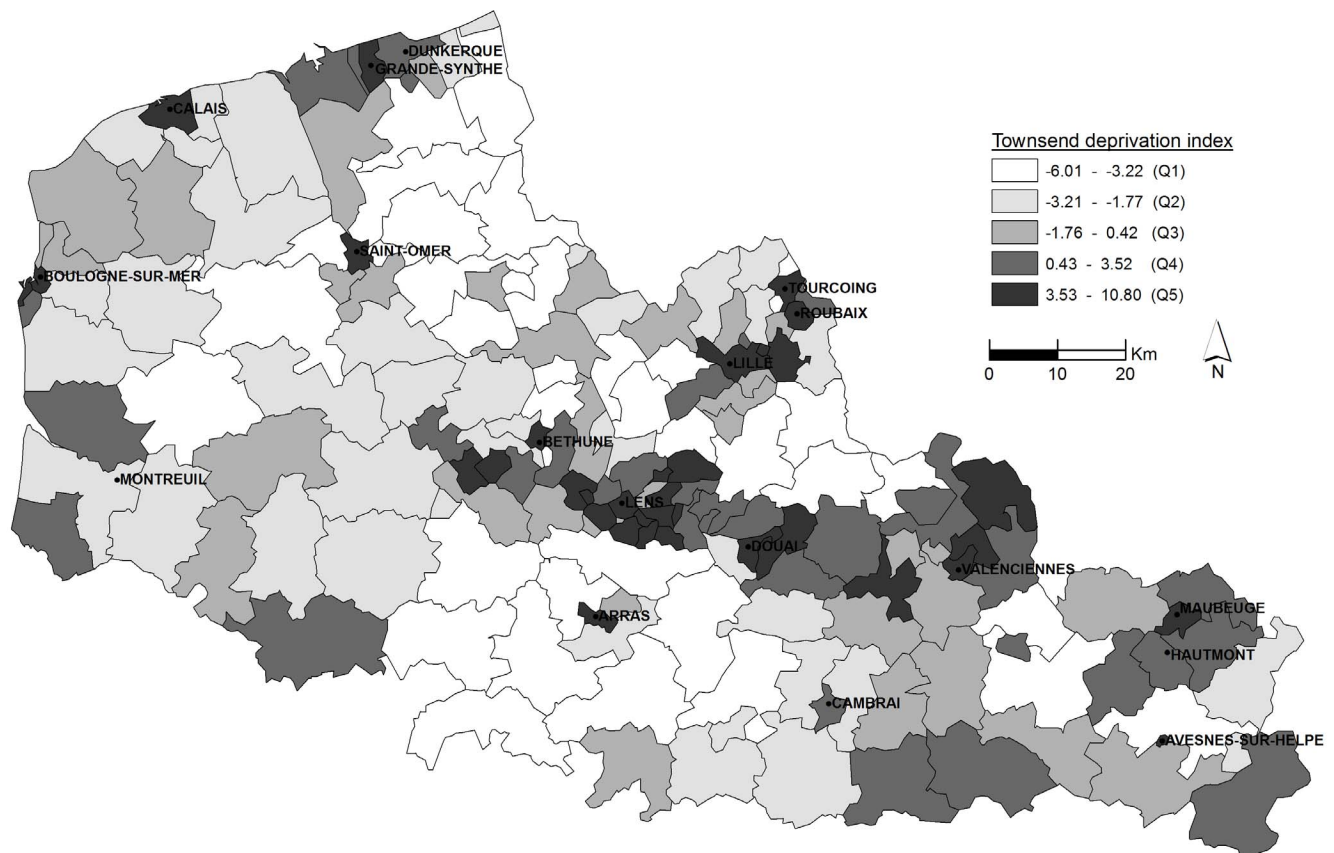 DUNKERQUE
GRANDE-SYNTHE
CALAIS
Townsend deprivation index
-6.01 - -3.22 (Q1)
-3.21 - -1.77 (Q2)
-1.76 - 0.42 (Q3)
0.43 - 3.52 (Q4)
3.53 - 10.80 (Q5)
SAINT-OMER
BOULOGNE-SUR-MER
TOURCOING
ROUBAIX
Km
0 10 20
N
LILLE
BETHUNE
MONTREUIL
LENS
DOUAI
VALENCIENNES
ARRAS
MAUBEUGE
HAUTMONT
CAMBRAI
AVESNES-SUR-HELPE